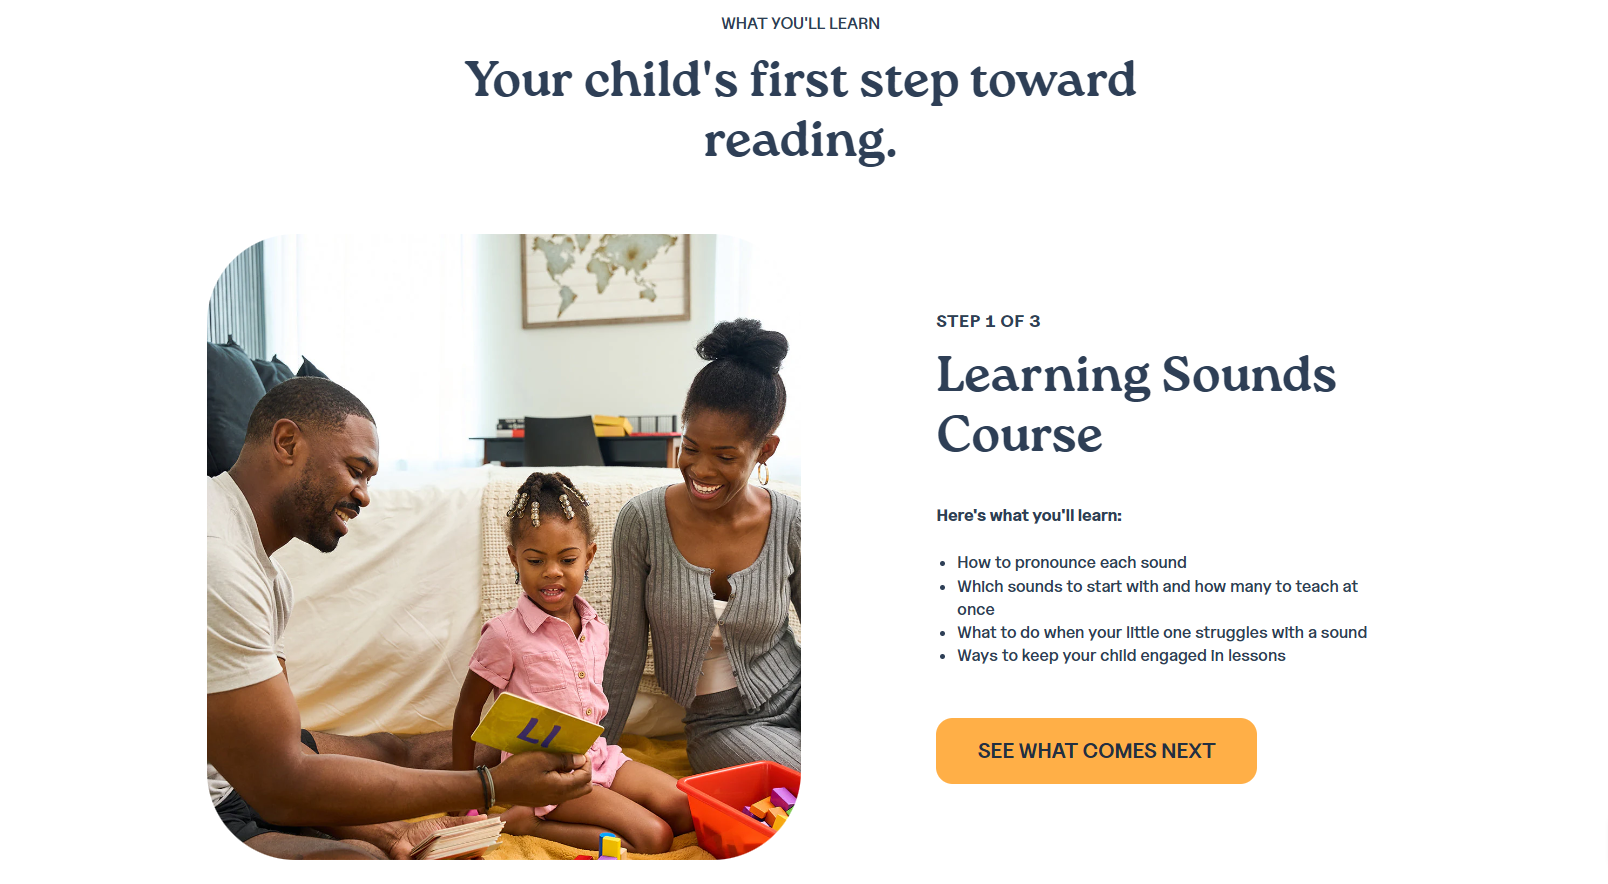 WHAT YOU'LL LEARN
Your child's first step toward
reading.
STEP 1 OF 3
Learning Sounds
Course
Here's what you'll learn:
How to pronounce each sound
Which sounds to start with and how many to teach at
once
What to do when your little one struggles with a sound
Ways to keep your child engaged in lessons
SEE WHAT COMES NEXT
Ll